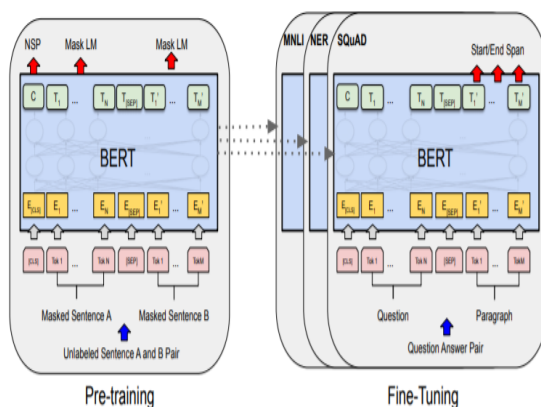 NSP Mask LM Mask LM
C T1 ... TN T[SEP] T1' ... TM'
BERT
E[CLS] E1 ... EN E[SEP] E1' ... EM'
[CLS] Tok 1 ... Tok N [SEP] Tok 1 ... TokM
Masked Sentence A Masked Sentence B
Unlabeled Sentence A and B Pair
Pre-training
MNLI NER SQuAD
Start/End Span
C T1 ... TN T[SEP] T1' ... TM'
BERT
E[CLS] E1 ... EN E[SEP] E1' ... EM'
[CLS] Tok 1 ... Tok N [SEP] Tok 1 ... TokM
Question Paragraph
Question Answer Pair
Fine-Tuning